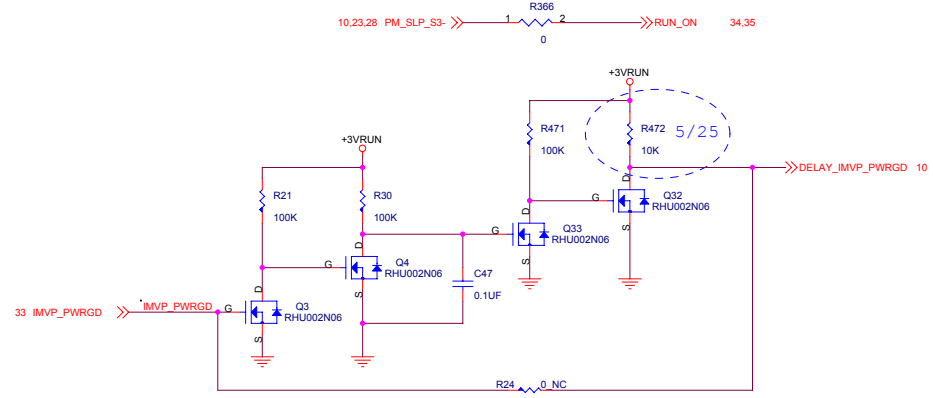 R366
10,23,28 PM_SLP_S3- 1 2 RUN_ON 34,35
0
+3VRUN
R471
100K
R472
10K
5/25
+3VRUN
DELAY_IMVP_PWRGD 10
R21
100K
R30
100K
D
G
S
Q32
RHU002N06
D
G
S
Q33
RHU002N06
D
G
S
Q4
RHU002N06
C47
0.1UF
33 IMVP_PWRGD
IMVP_PWRGD
D
G
S
Q3
RHU002N06
R24
0_NC